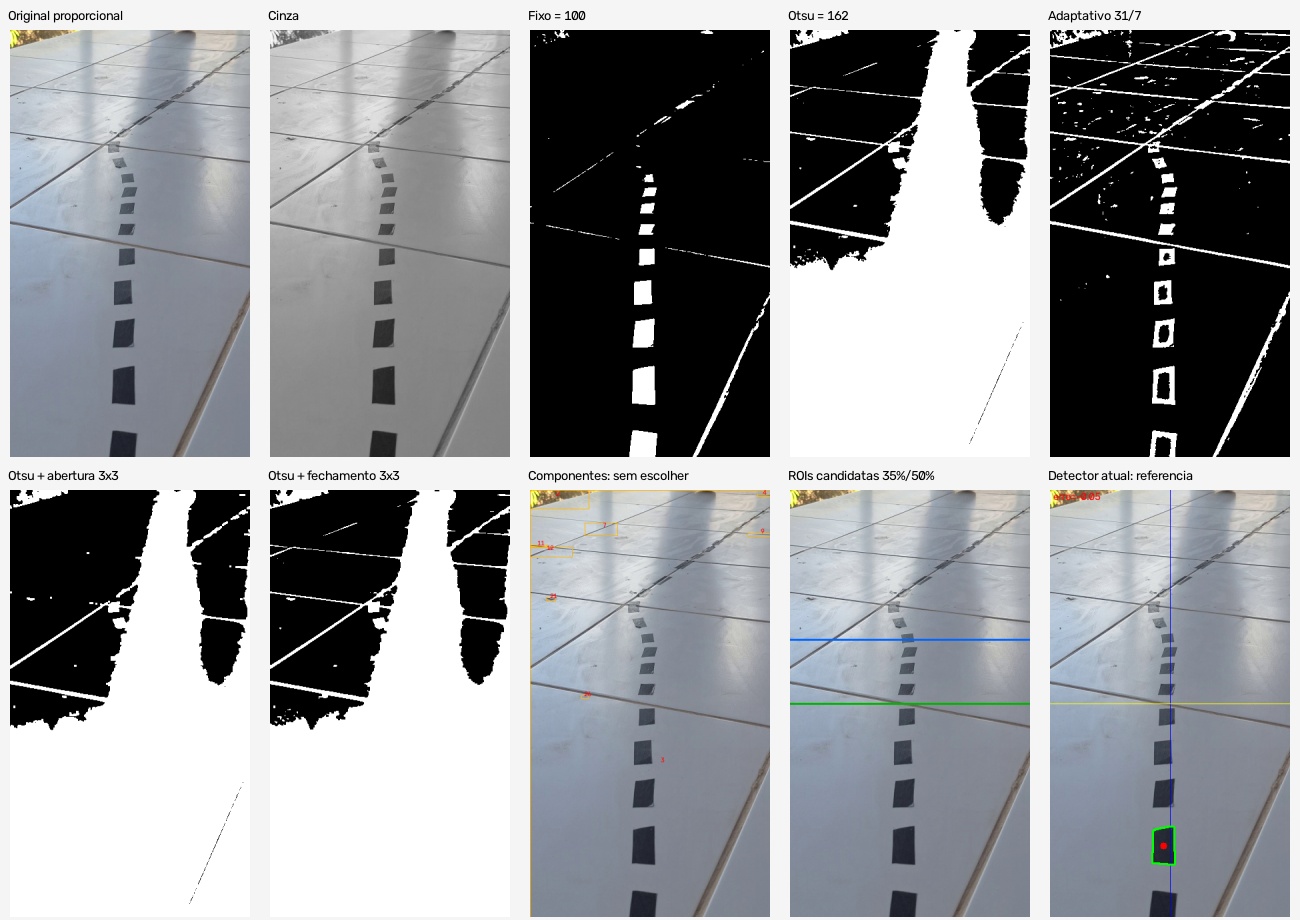 Original proporcional
Cinza
Fixo = 100
Otsu = 162
Adaptativo 31/7
Otsu + abertura 3x3
Otsu + fechamento 3x3
Componentes: sem escolher
ROIs candidatas 35%/50%
Detector atual: referencia